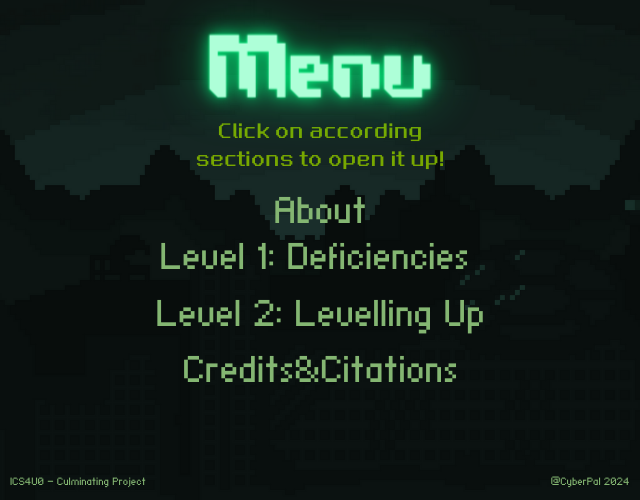 Menu
Click on according
sections to open it up!
About
Level 1: Deficiencies
Level 2: Levelling Up
Credits&Citations
ICS4U0 - Culminating Project
@CyberPal 2024